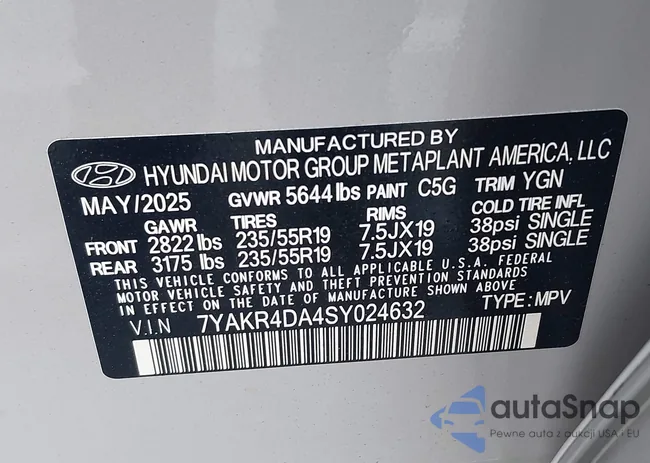 MANUFACTURED BY
HYUNDAI MOTOR GROUP METAPLANT AMERICA, LLC
MAY/2025 GVWR 5644 lbs PAINT C5G TRIM YGN
GAWR TIRES RIMS COLD TIRE INFL
FRONT 2822 lbs 235/55R19 7.5JX19 38psi SINGLE
REAR 3175 lbs 235/55R19 7.5JX19 38psi SINGLE
THIS VEHICLE CONFORMS TO ALL APPLICABLE U.S.A. FEDERAL
MOTOR VEHICLE SAFETY AND THEFT PREVENTION
STANDARDS IN EFFECT ON THE DATE OF MANUFACTURE SHOWN ABOVE
V.I.N 7YAKR4DA4SY024632 TYPE: MPV
autaSnap
Pewne auta z aukcji USA - EU